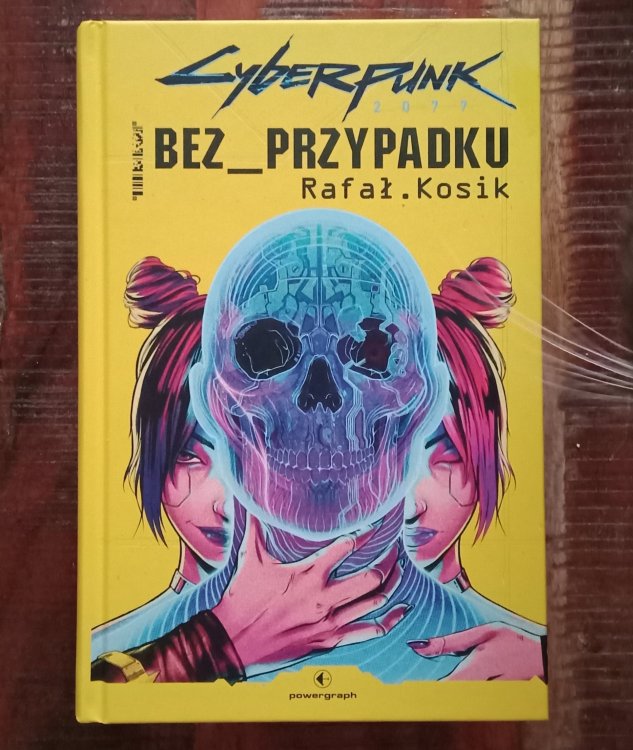 Cyberpunk
2077
BEZ_PRZYPADKU
Rafał.Kosik
powergraph